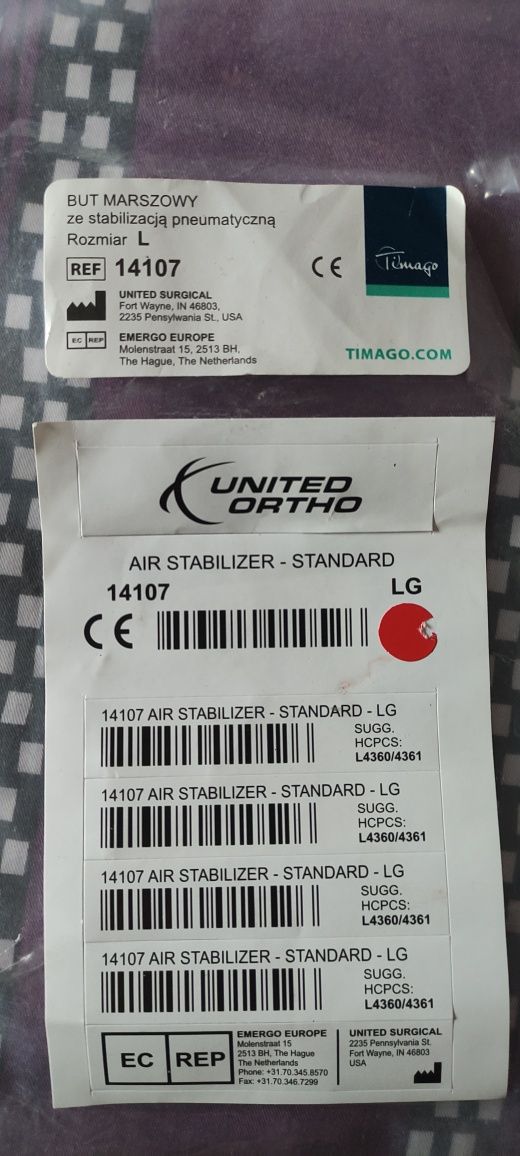 BUT MARSZOWY
ze stabilizacją pneumatyczną
Rozmiar L
REF 14107
CE
Timago
UNITED SURGICAL
Fort Wayne, IN 46803,
2235 Pensylwania St., USA
EC REP
EMERGO EUROPE
Molenstraat 15, 2513 BH,
The Hague, The Netherlands
TIMAGO.COM
UNITED
ORTHO
AIR STABILIZER - STANDARD
14107 LG
CE
14107 AIR STABILIZER - STANDARD - LG
SUGG.
HCPCS:
L4360/4361
14107 AIR STABILIZER - STANDARD - LG
SUGG.
HCPCS:
L4360/4361
14107 AIR STABILIZER - STANDARD - LG
SUGG.
HCPCS:
L4360/4361
14107 AIR STABILIZER - STANDARD - LG
SUGG.
HCPCS:
L4360/4361
EC REP
EMERGO EUROPE
Molenstraat 15
2513 BH, The Hague
The Netherlands
Phone: +31.70.345.8570
Fax: +31.70.346.7299
UNITED SURGICAL
2235 Pennsylvania St.
Fort Wayne, IN 46803
USA